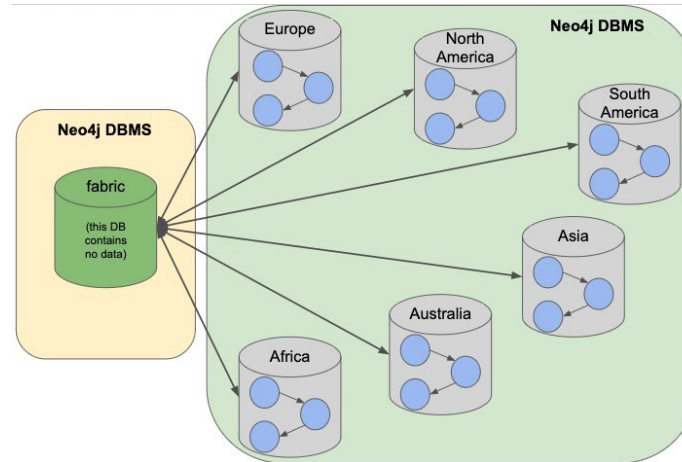 Europe
Neo4j DBMS
North
America
South
America
Neo4j DBMS
fabric
(this DB
contains
no data)
Asia
Australia
Africa